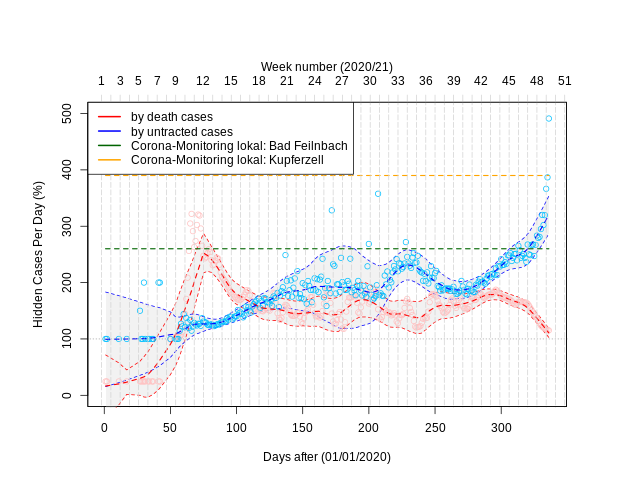 Week number (2020/21)
1 3 5 7 9 12 15 18 21 24 27 30 33 36 39 42 45 48 51
by death cases
by untracted cases
Corona-Monitoring lokal: Bad Feilnbach
Corona-Monitoring lokal: Kupferzell
Hidden Cases Per Day (%)
500
400
300
200
100
0
0 50 100 150 200 250 300
Days after (01/01/2020)